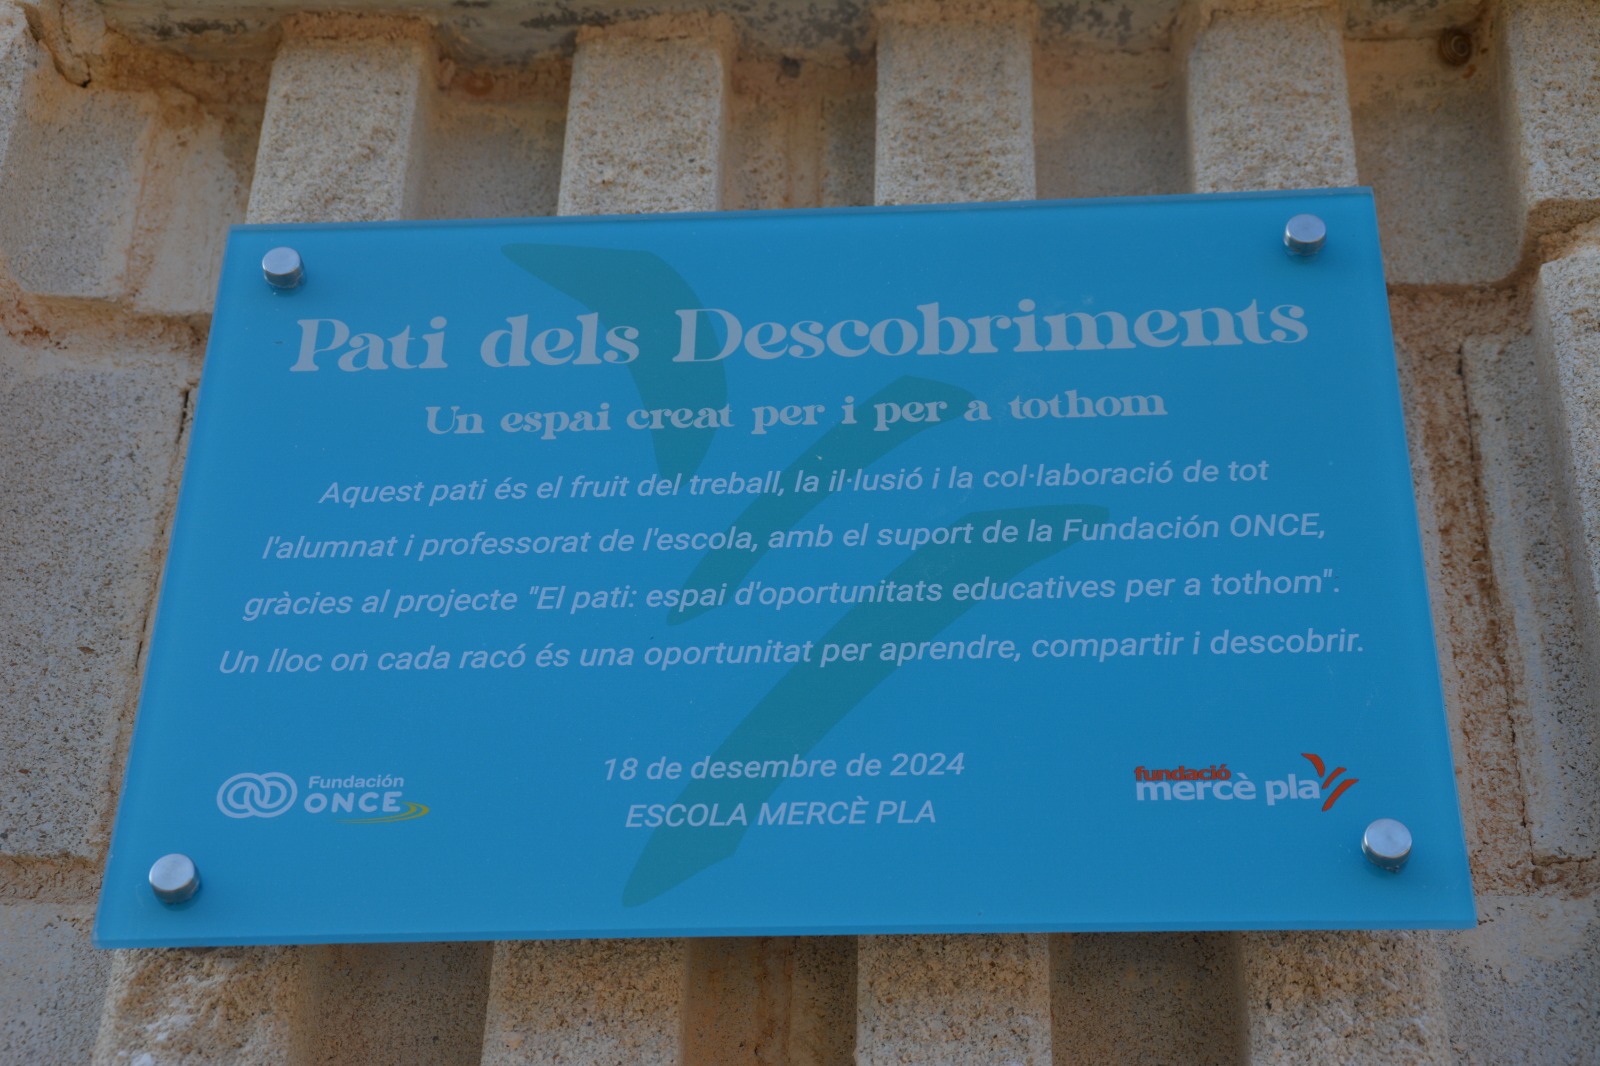 Pati dels Descobriments
Un espai creat per i per a tothom
Aquest pati és el fruit del treball, la il·lusió i la col·laboració de tot
l'alumnat i professorat de l'escola, amb el suport de la Fundación ONCE,
gràcies al projecte "El pati: espai d'oportunitats educatives per a tothom".
Un lloc on cada racó és una oportunitat per aprendre, compartir i descobrir.
18 de desembre de 2024
ESCOLA MERCÈ PLA
Fundación
ONCE
fundació
mercè pla